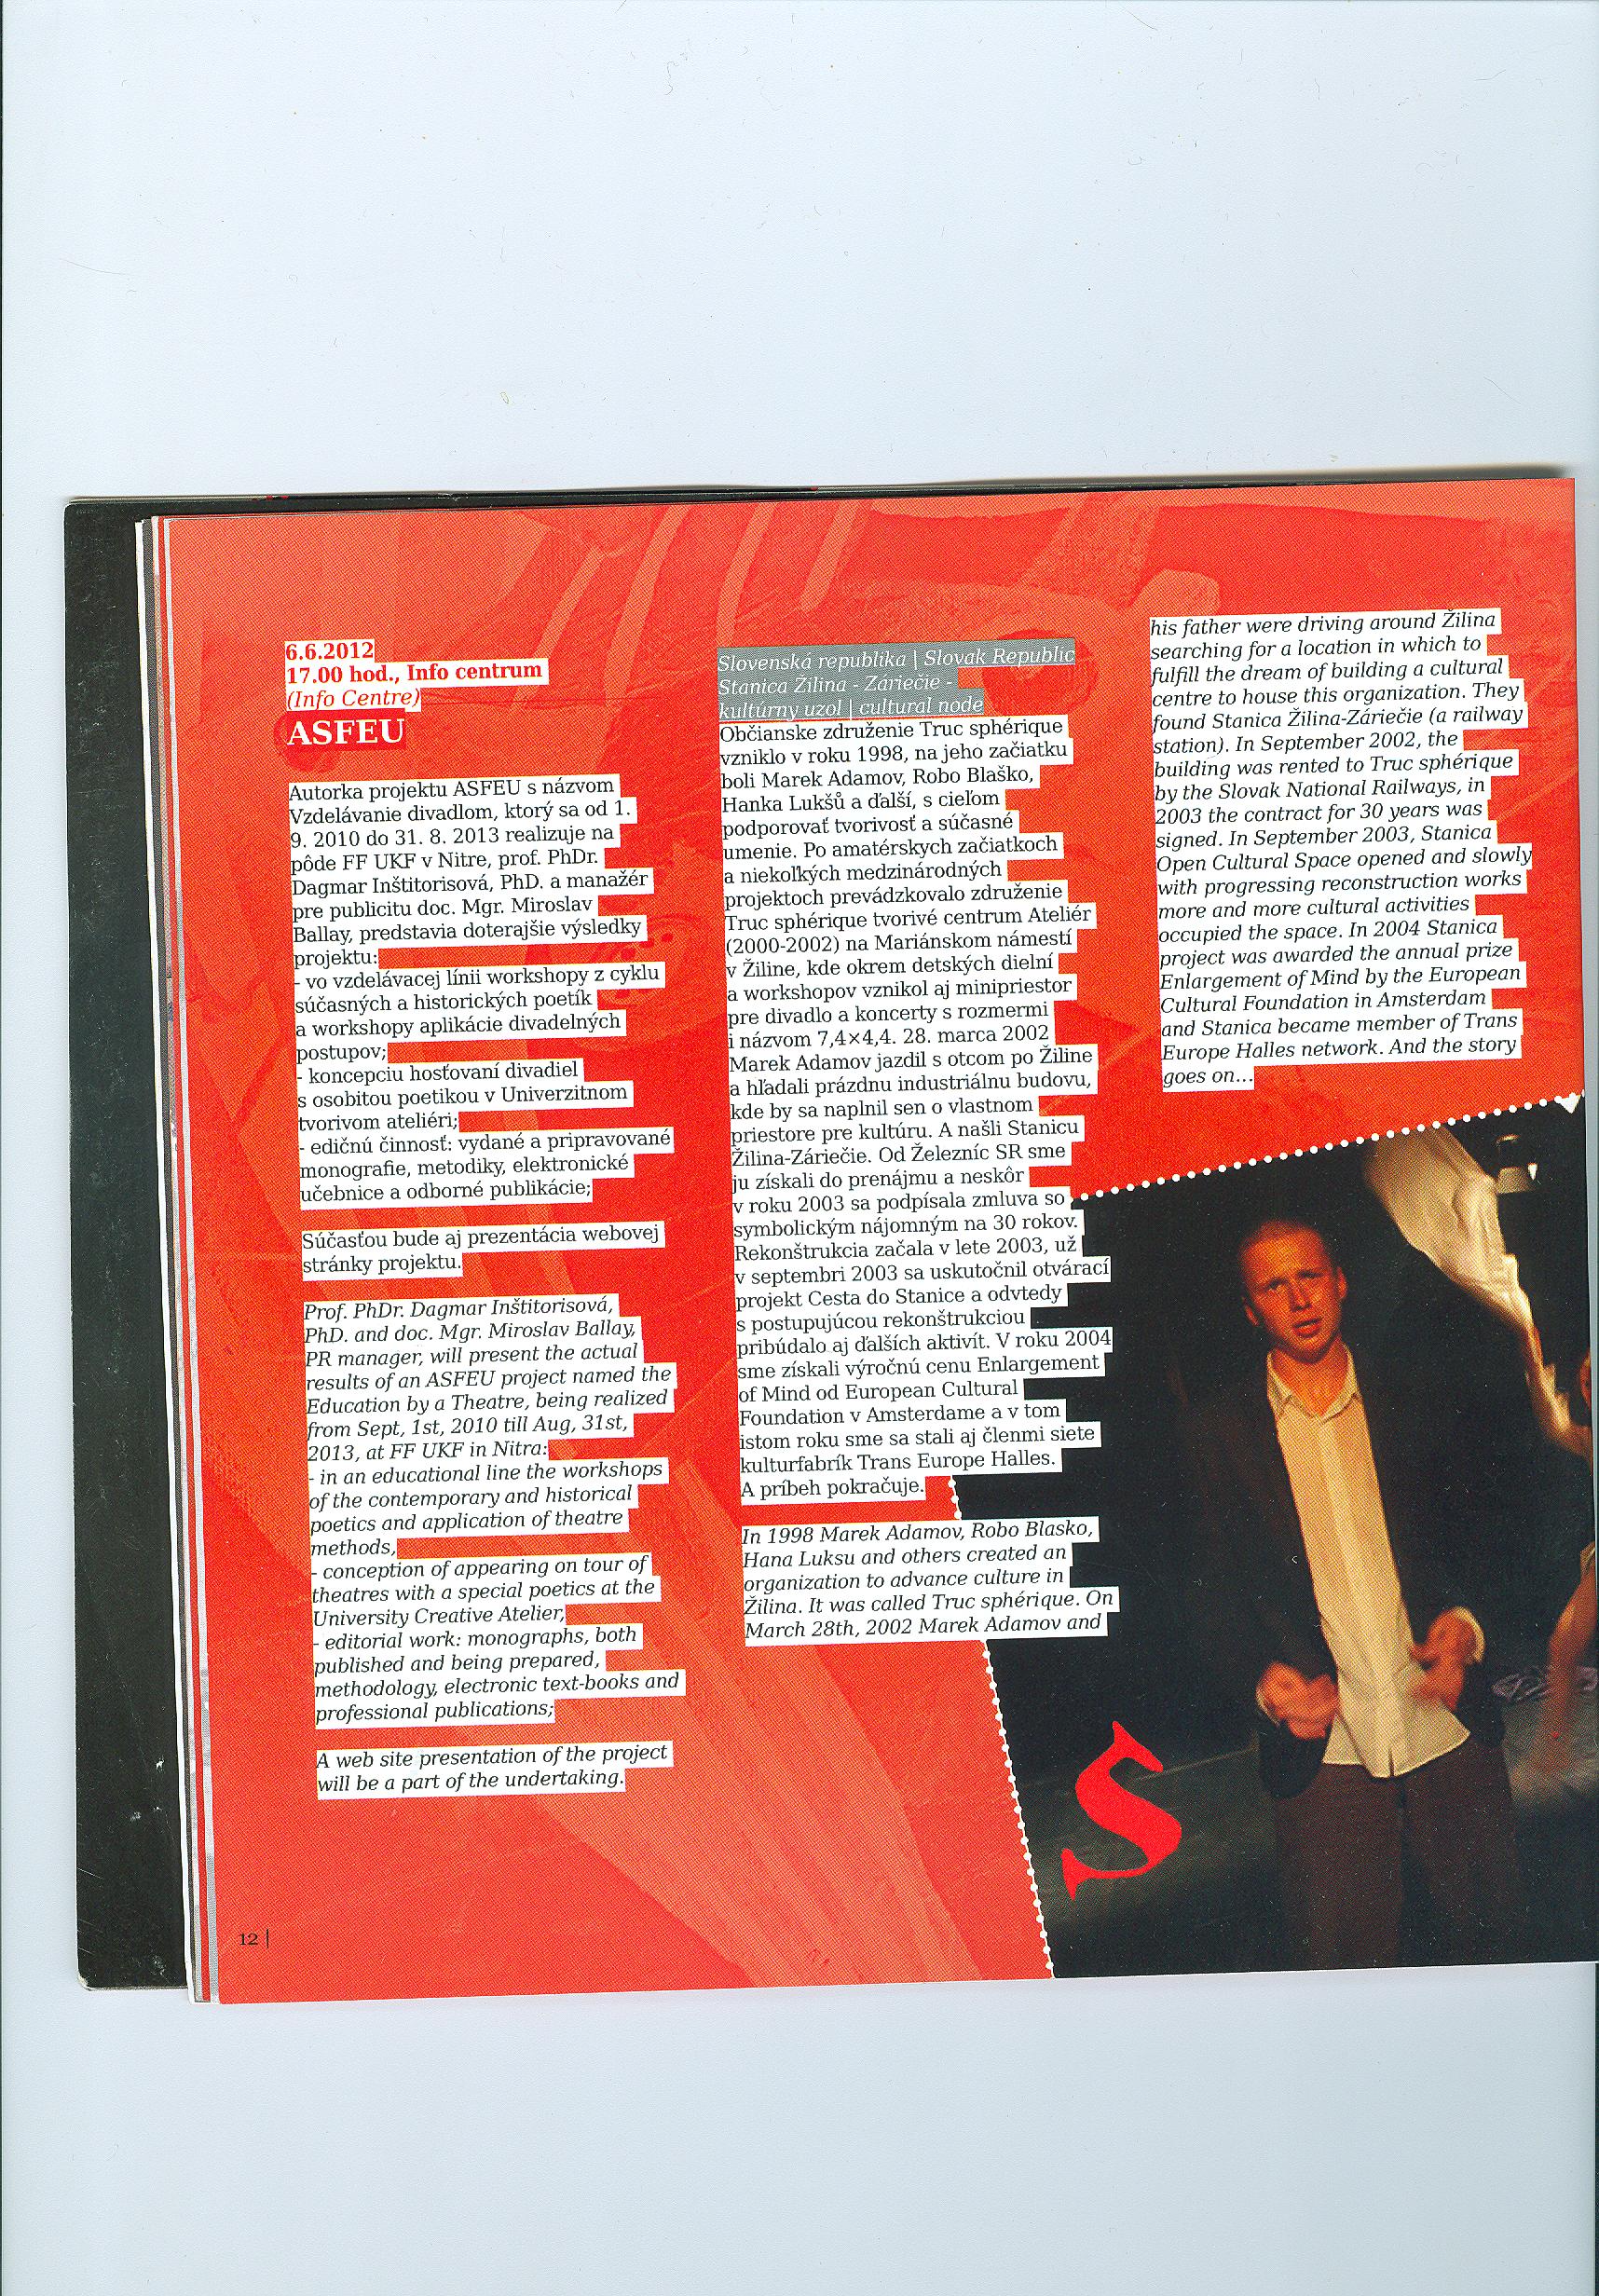 6.6.2012
17.00 hod., Info centrum
(Info Centre)
ASFEU
Autorka projektu ASFEU s názvom
Vzdelávanie divadlom, ktorý sa od 1.
9. 2010 do 31. 8. 2013 realizuje na
pôde FF UKF v Nitre, prof. PhDr.
Dagmar Inštitorisová, PhD. a manažér
pre publicitu doc. Mgr. Miroslav
Ballay, predstavia doterajšie výsledky
projektu:
- vo vzdelávacej línii workshopy z cyklu
súčasných a historických poetík
a workshopy aplikácie divadelných
postupov;
- koncepciu hosťovaní divadiel
s osobitou poetikou v Univerzitnom
tvorivom ateliéri;
- edičnú činnosť: vydané a pripravované
monografie, metodiky, elektronické
učebnice a odborné publikácie;
Súčasťou bude aj prezentácia webovej
stránky projektu.
Prof. PhDr. Dagmar Inštitorisová,
PhD. and doc. Mgr. Miroslav Ballay,
PR manager, will present the actual
results of an ASFEU project named the
Education by a Theatre, being realized
from Sept, 1st, 2010 till Aug, 31st,
2013, at FF UKF in Nitra:
- in an educational line the workshops
of the contemporary and historical
poetics and application of theatre
methods,
- conception of appearing on tour of
theatres with a special poetics at the
University Creative Atelier,
- editorial work: monographs, both
published and being prepared,
methodology, electronic text-books and
professional publications;
A web site presentation of the project
will be a part of the undertaking.
12 |
Slovenská republika | Slovak Republic
Stanica Žilina - Záriečie -
kultúrny uzol | cultural node
Občianske združenie Truc sphérique
vzniklo v roku 1998, na jeho začiatku
boli Marek Adamov, Robo Blaško,
Hanka Lukšů a ďalší, s cieľom
podporovať tvorivosť a súčasné
umenie. Po amatérskych začiatkoch
a niekoľkých medzinárodných
projektoch prevádzkovalo združenie
Truc sphérique tvorivé centrum Ateliér
(2000-2002) na Mariánskom námestí
v Žiline, kde okrem detských dielní
a workshopov vznikol aj minipriestor
pre divadlo a koncerty s rozmermi
i názvom 7,4×4,4. 28. marca 2002
Marek Adamov jazdil s otcom po Žiline
a hľadali prázdnu industriálnu budovu,
kde by sa naplnil sen o vlastnom
priestore pre kultúru. A našli Stanicu
Žilina-Záriečie. Od Železníc SR sme
ju získali do prenájmu a neskôr
v roku 2003 sa podpísala zmluva so
symbolickým nájomným na 30 rokov.
Rekonštrukcia začala v lete 2003, už
v septembri 2003 sa uskutočnil otvárací
projekt Cesta do Stanice a odvtedy
s postupujúcou rekonštrukciou
pribúdalo aj ďalších aktivít. V roku 2004
sme získali výročnú cenu Enlargement
of Mind od European Cultural
Foundation v Amsterdame a v tom
istom roku sme sa stali aj členmi siete
kulturfabrík Trans Europe Halles.
A príbeh pokračuje.
In 1998 Marek Adamov, Robo Blasko,
Hana Luksu and others created an
organization to advance culture in
Žilina. It was called Truc sphérique. On
March 28th, 2002 Marek Adamov and
his father were driving around Žilina
searching for a location in which to
fulfill the dream of building a cultural
centre to house this organization. They
found Stanica Žilina-Záriečie (a railway
station). In September 2002, the
building was rented to Truc sphérique
by the Slovak National Railways, in
2003 the contract for 30 years was
signed. In September 2003, Stanica
Open Cultural Space opened and slowly
with progressing reconstruction works
more and more cultural activities
occupied the space. In 2004 Stanica
project was awarded the annual prize
Enlargement of Mind by the European
Cultural Foundation in Amsterdam
and Stanica became member of Trans
Europe Halles network. And the story
goes on...
S